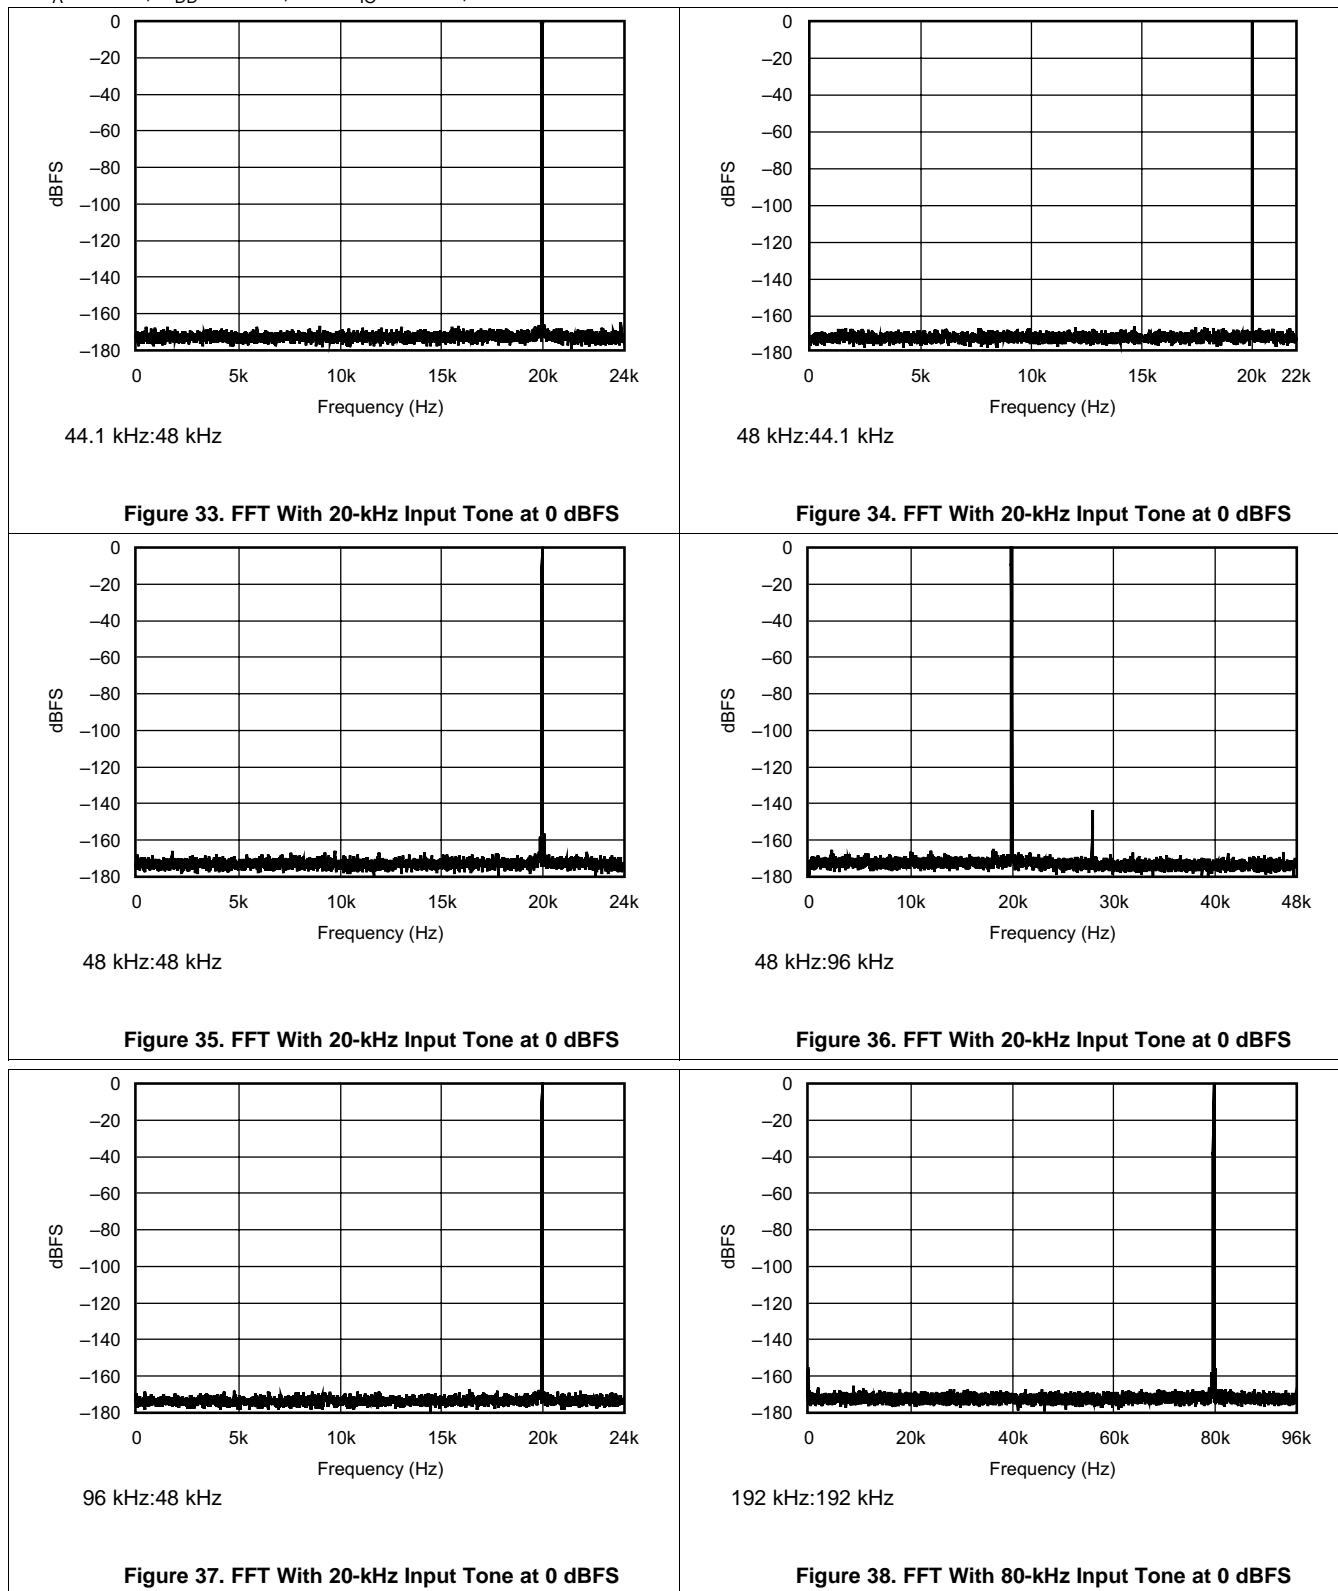 0
–20
–40
–60
–80
–100
–120
–140
–160
–180
dBFS
0 5k 10k 15k 20k 24k
Frequency (Hz)
44.1 kHz:48 kHz
Figure 33. FFT With 20-kHz Input Tone at 0 dBFS
0
–20
–40
–60
–80
–100
–120
–140
–160
–180
dBFS
0 5k 10k 15k 20k 22k
Frequency (Hz)
48 kHz:44.1 kHz
Figure 34. FFT With 20-kHz Input Tone at 0 dBFS
0
–20
–40
–60
–80
–100
–120
–140
–160
–180
dBFS
0 5k 10k 15k 20k 24k
Frequency (Hz)
48 kHz:48 kHz
Figure 35. FFT With 20-kHz Input Tone at 0 dBFS
0
–20
–40
–60
–80
–100
–120
–140
–160
–180
dBFS
0 10k 20k 30k 40k 48k
Frequency (Hz)
48 kHz:96 kHz
Figure 36. FFT With 20-kHz Input Tone at 0 dBFS
0
–20
–40
–60
–80
–100
–120
–140
–160
–180
dBFS
0 5k 10k 15k 20k 24k
Frequency (Hz)
96 kHz:48 kHz
Figure 37. FFT With 20-kHz Input Tone at 0 dBFS
0
–20
–40
–60
–80
–100
–120
–140
–160
–180
dBFS
0 20k 40k 60k 80k 96k
Frequency (Hz)
192 kHz:192 kHz
Figure 38. FFT With 80-kHz Input Tone at 0 dBFS